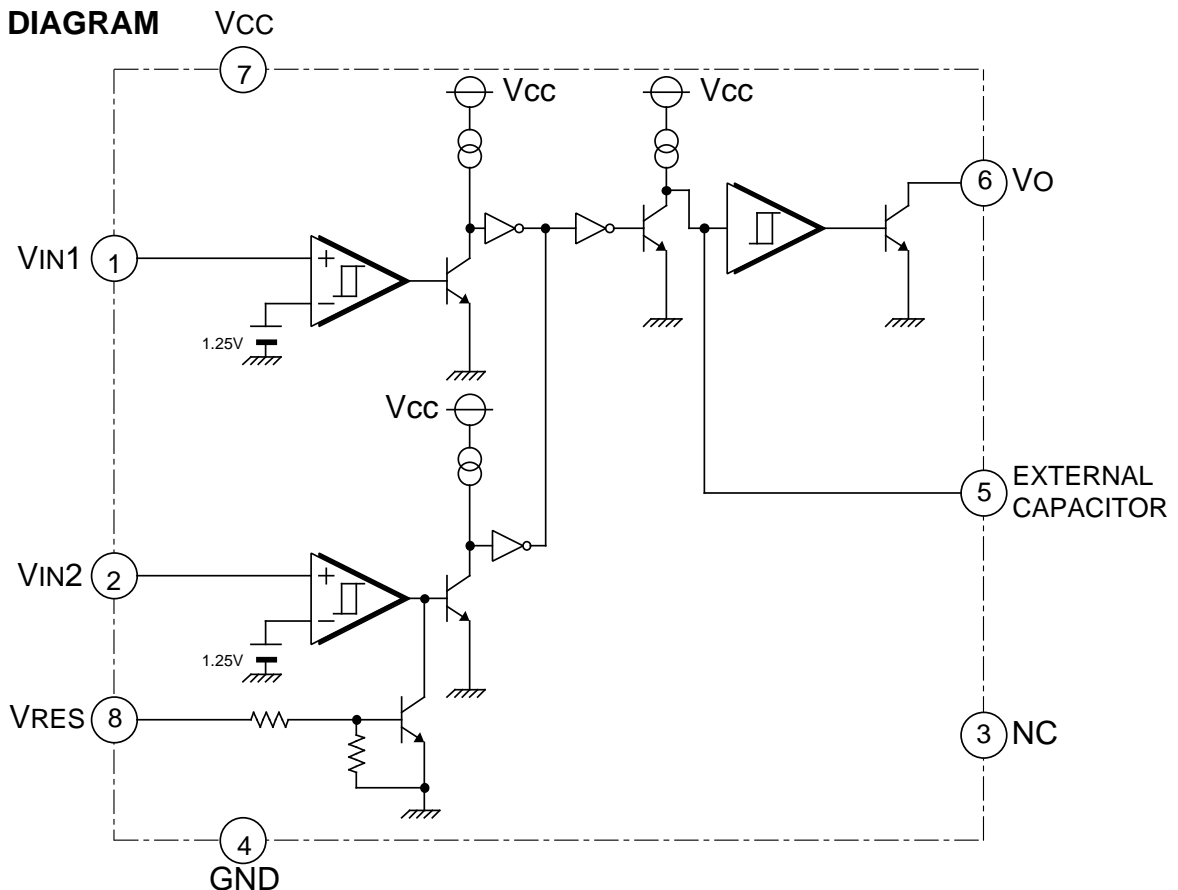 DIAGRAM
VCC
7
Vcc
Vcc
6 VO
VIN1 1
+
−
1.25V
Vcc
5 EXTERNAL
CAPACITOR
VIN2 2
+
−
1.25V
VRES 8
3 NC
4
GND